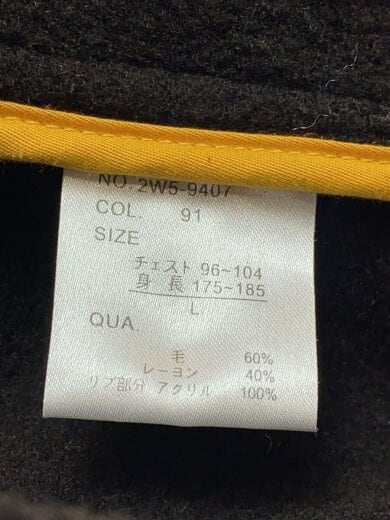 NO. 2W5-9407
COL. 91
SIZE
チェスト 96~104
身 長 175~185
L
QUA.
毛 60%
レーヨン 40%
リブ部分 アクリル 100%